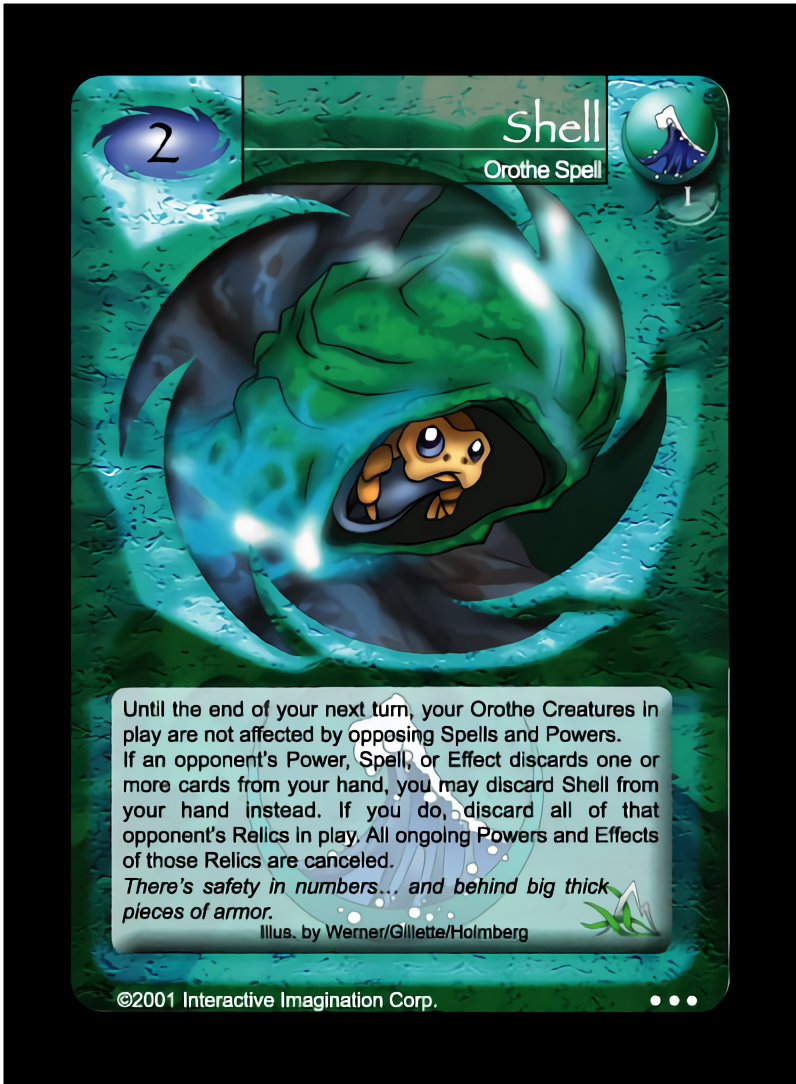 2
Shell
Orothe Spell
I
Until the end of your next turn, your Orothe Creatures in
play are not affected by opposing Spells and Powers.
If an opponent's Power, Spell, or Effect discards one or
more cards from your hand, you may discard Shell from
your hand instead. If you do, discard all of that
opponent's Relics in play. All ongoing Powers and Effects
of those Relics are canceled.
There's safety in numbers... and behind big thick
pieces of armor.
Illus. by Werner/Gillette/Holmberg
©2001 Interactive Imagination Corp.